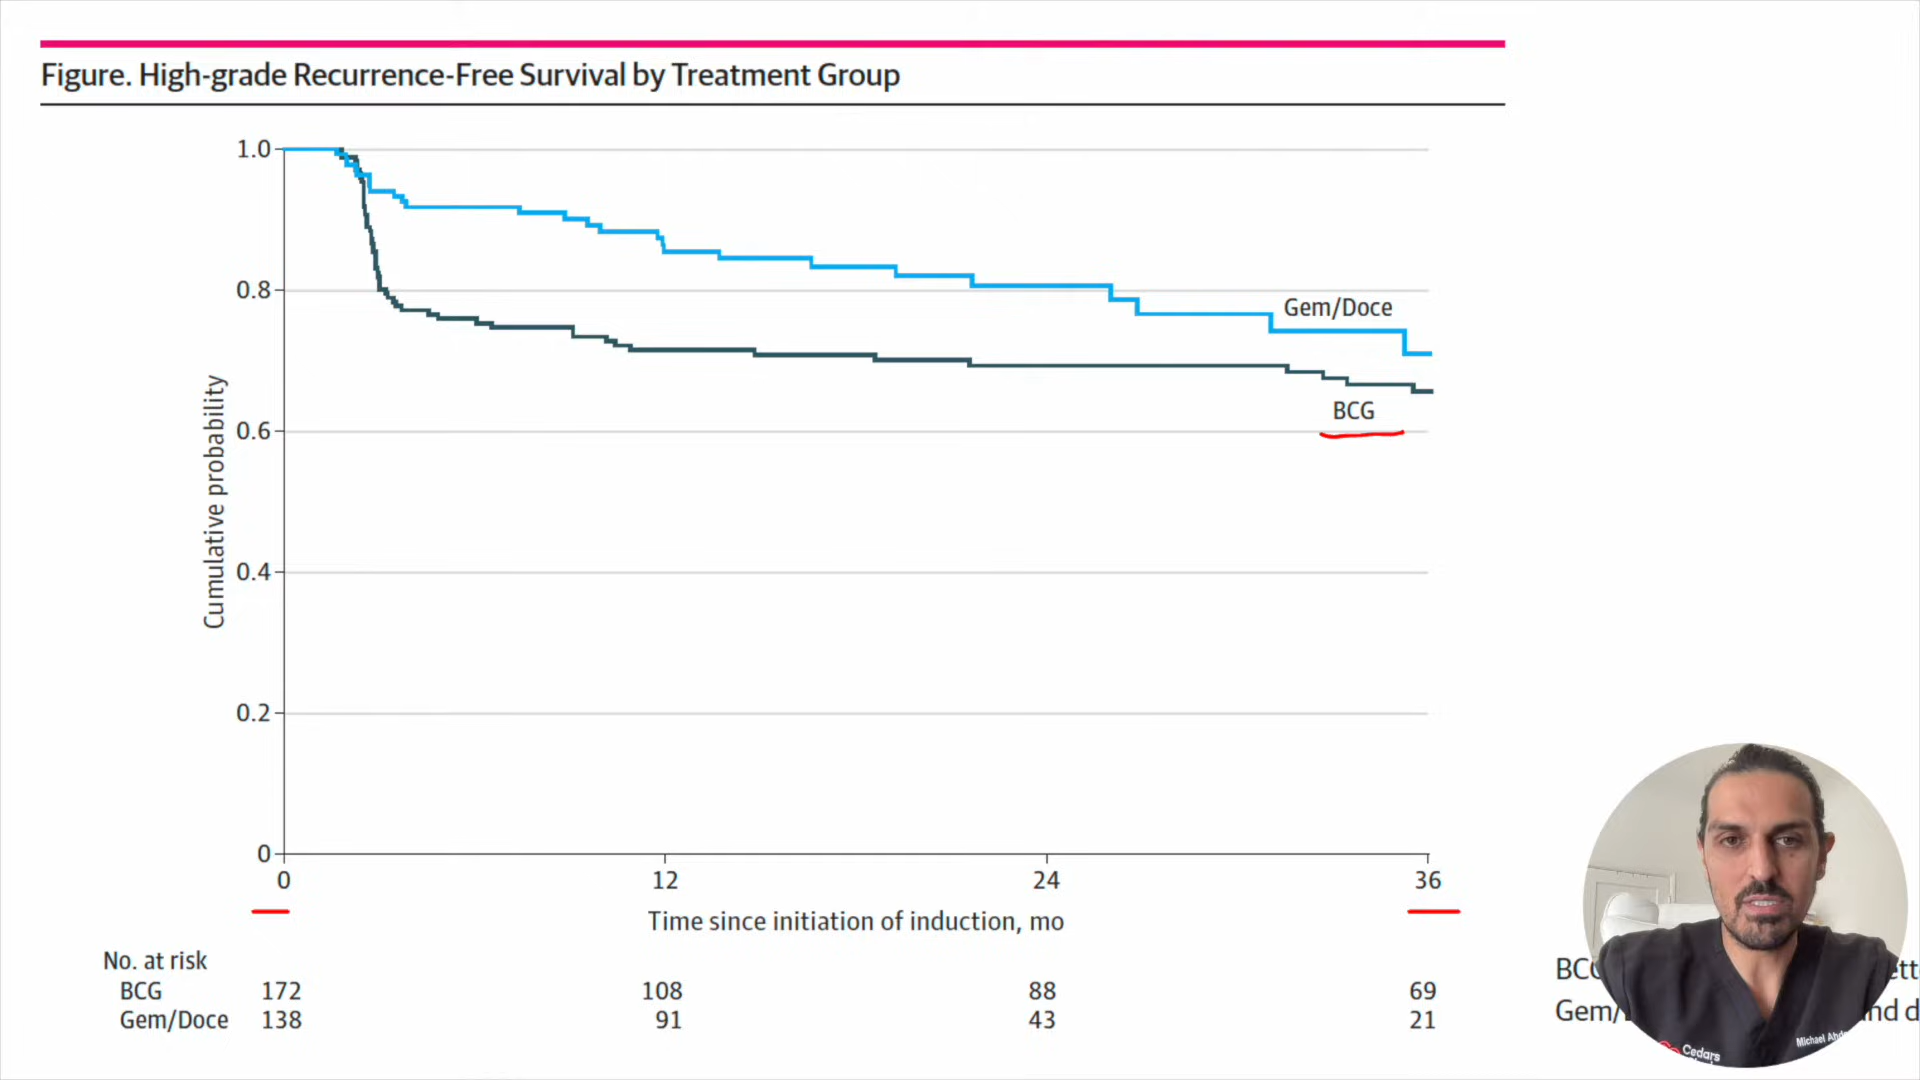 Figure. High-grade Recurrence-Free Survival by Treatment Group
1.0
0.8
0.6
0.4
0.2
0
Cumulative probability
Gem/Doce
BCG
0 12 24 36
Time since initiation of induction, mo
No. at risk
BCG 172 108 88 69
Gem/Doce 138 91 43 21
Michael
Cedars